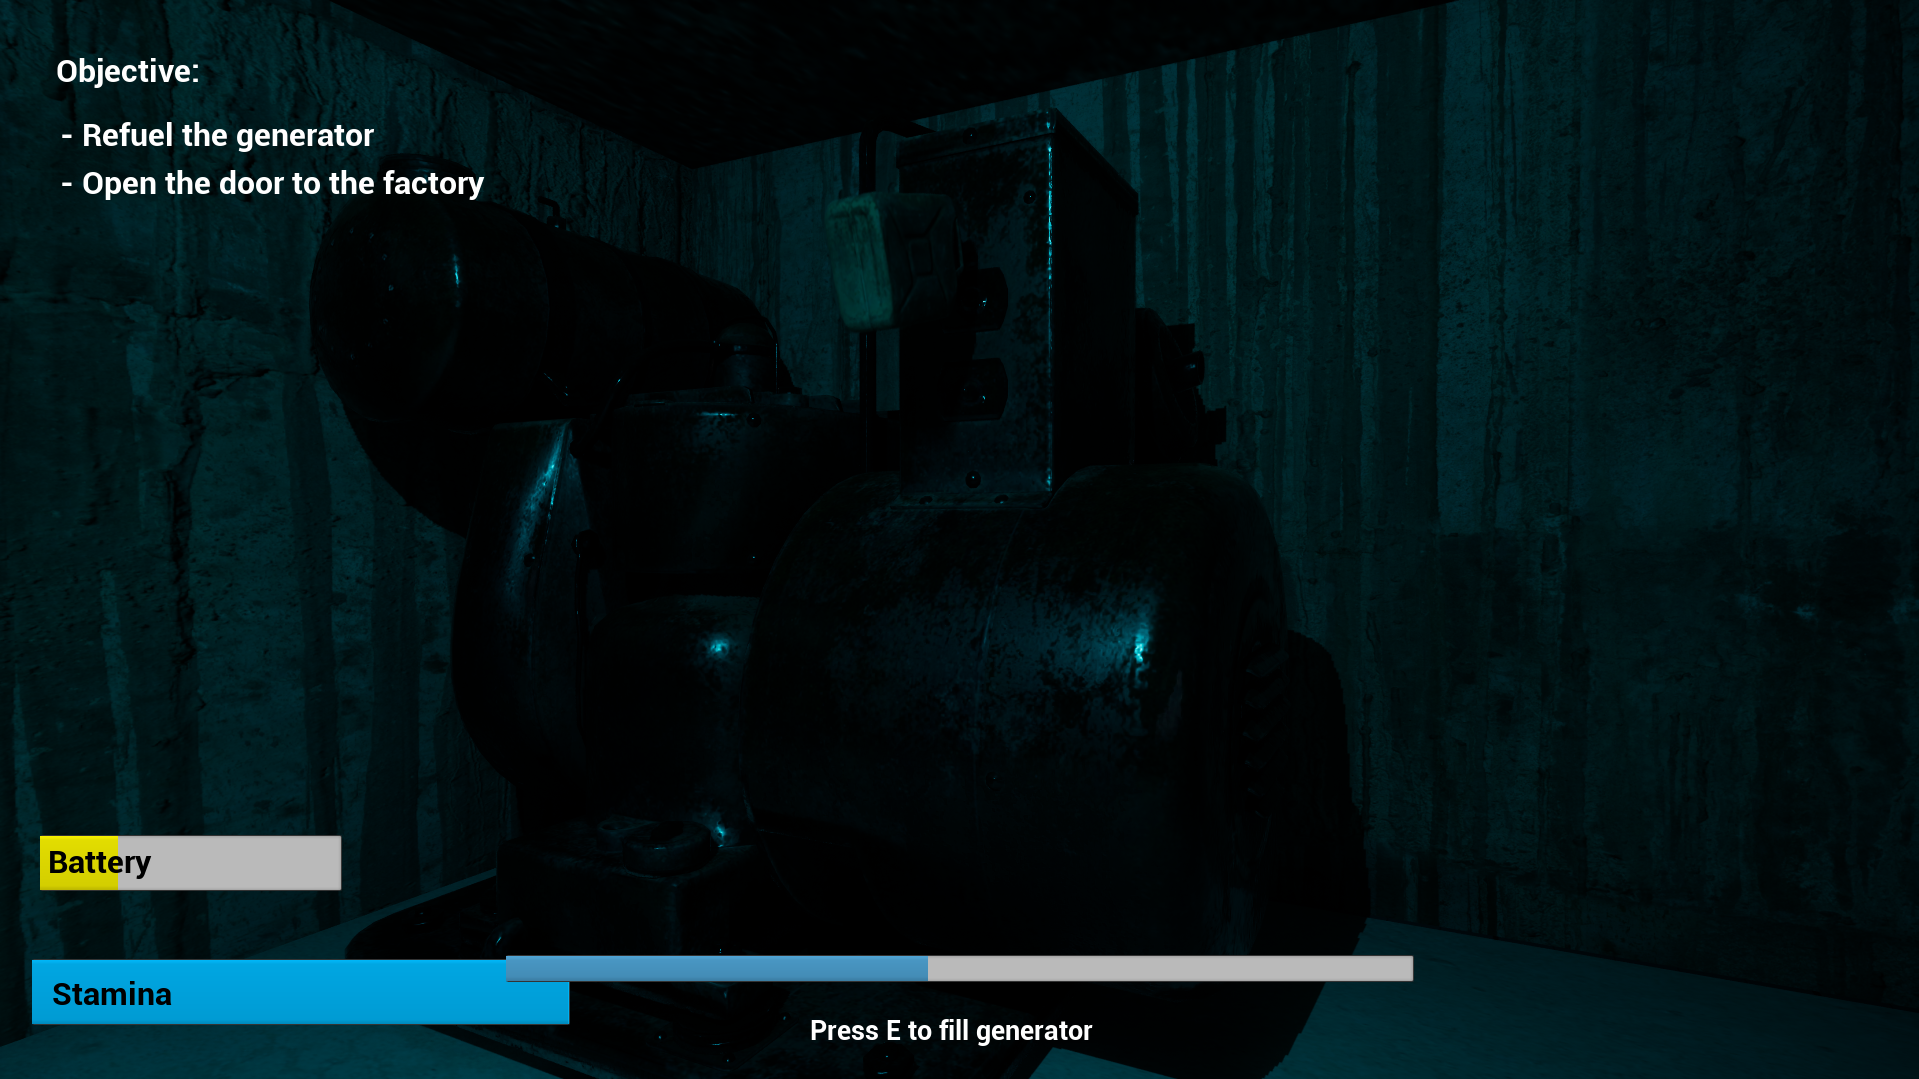 Objective:
- Refuel the generator
- Open the door to the factory
Battery
Stamina
Press E to fill generator